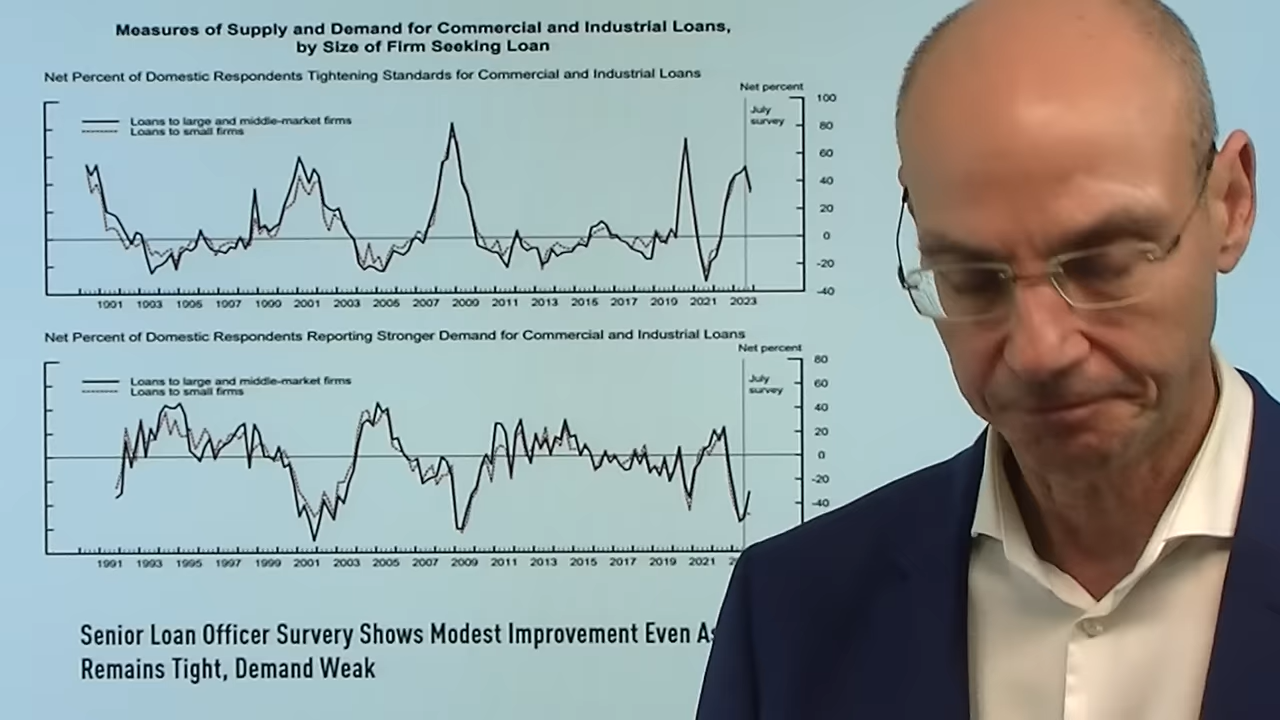 Measures of Supply and Demand for Commercial and Industrial Loans,
by Size of Firm Seeking Loan
Net Percent of Domestic Respondents Tightening Standards for Commercial and Industrial Loans
Net percent
Loans to large and middle-market firms
Loans to small firms
July
survey
100
80
60
40
20
0
-20
-40
1991 1993 1995 1997 1999 2001 2003 2005 2007 2009 2011 2013 2015 2017 2019 2021 2023
Net Percent of Domestic Respondents Reporting Stronger Demand for Commercial and Industrial Loans
Net percent
Loans to large and middle-market firms
Loans to small firms
July
survey
80
60
40
20
0
-20
-40
1991 1993 1995 1997 1999 2001 2003 2005 2007 2009 2011 2013 2015 2017 2019 2021
Senior Loan Officer Survery Shows Modest Improvement Even
Remains Tight, Demand Weak